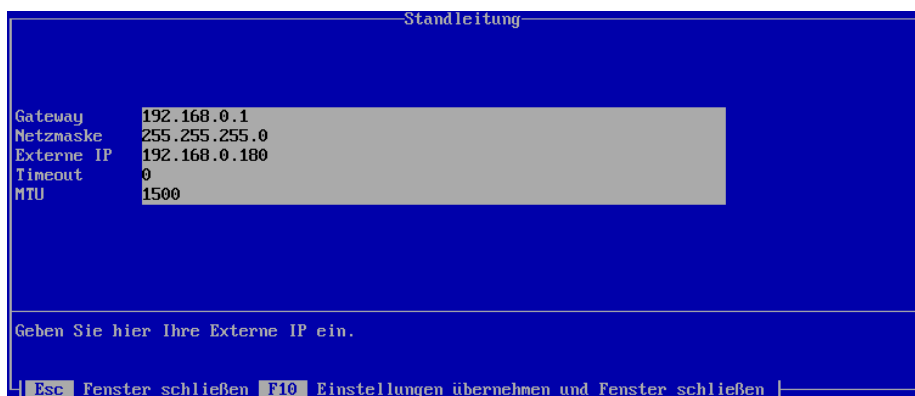 Standleitung
Gateway 192.168.0.1
Netzmaske 255.255.255.0
Externe IP 192.168.0.180
Timeout 0
MTU 1500
Geben Sie hier Ihre Externe IP ein.
Esc Fenster schließen F10 Einstellungen übernehmen und Fenster schließen